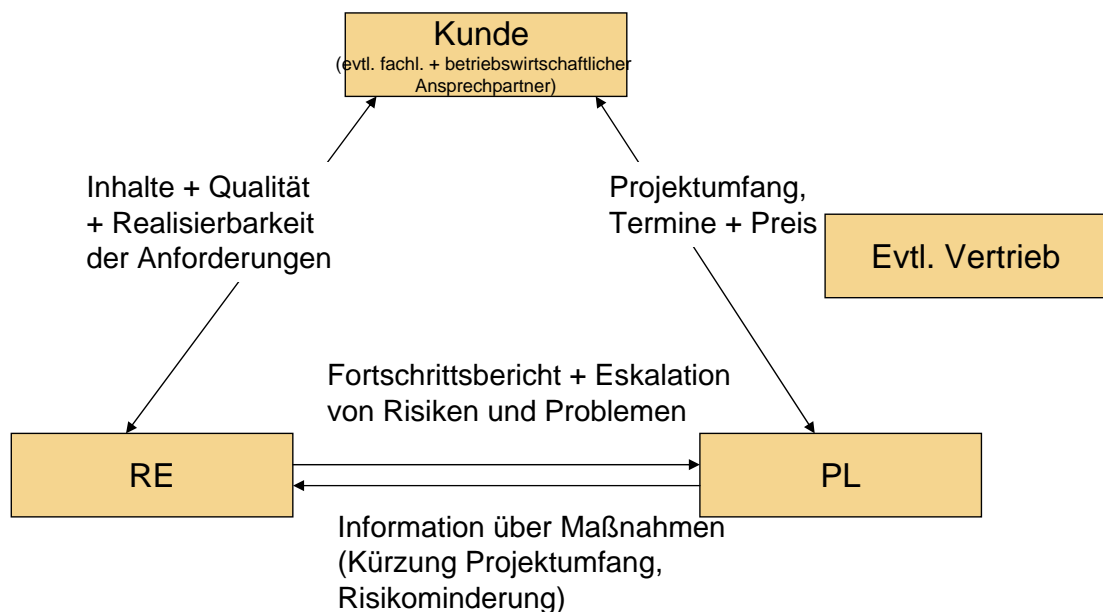 Kunde
(evtl. fachl. + betriebswirtschaftlicher
Ansprechpartner)
Inhalte + Qualität
+ Realisierbarkeit
der Anforderungen
Projektumfang,
Termine + Preis
Evtl. Vertrieb
Fortschrittsbericht + Eskalation
von Risiken und Problemen
RE
PL
Information über Maßnahmen
(Kürzung Projektumfang,
Risikominderung)